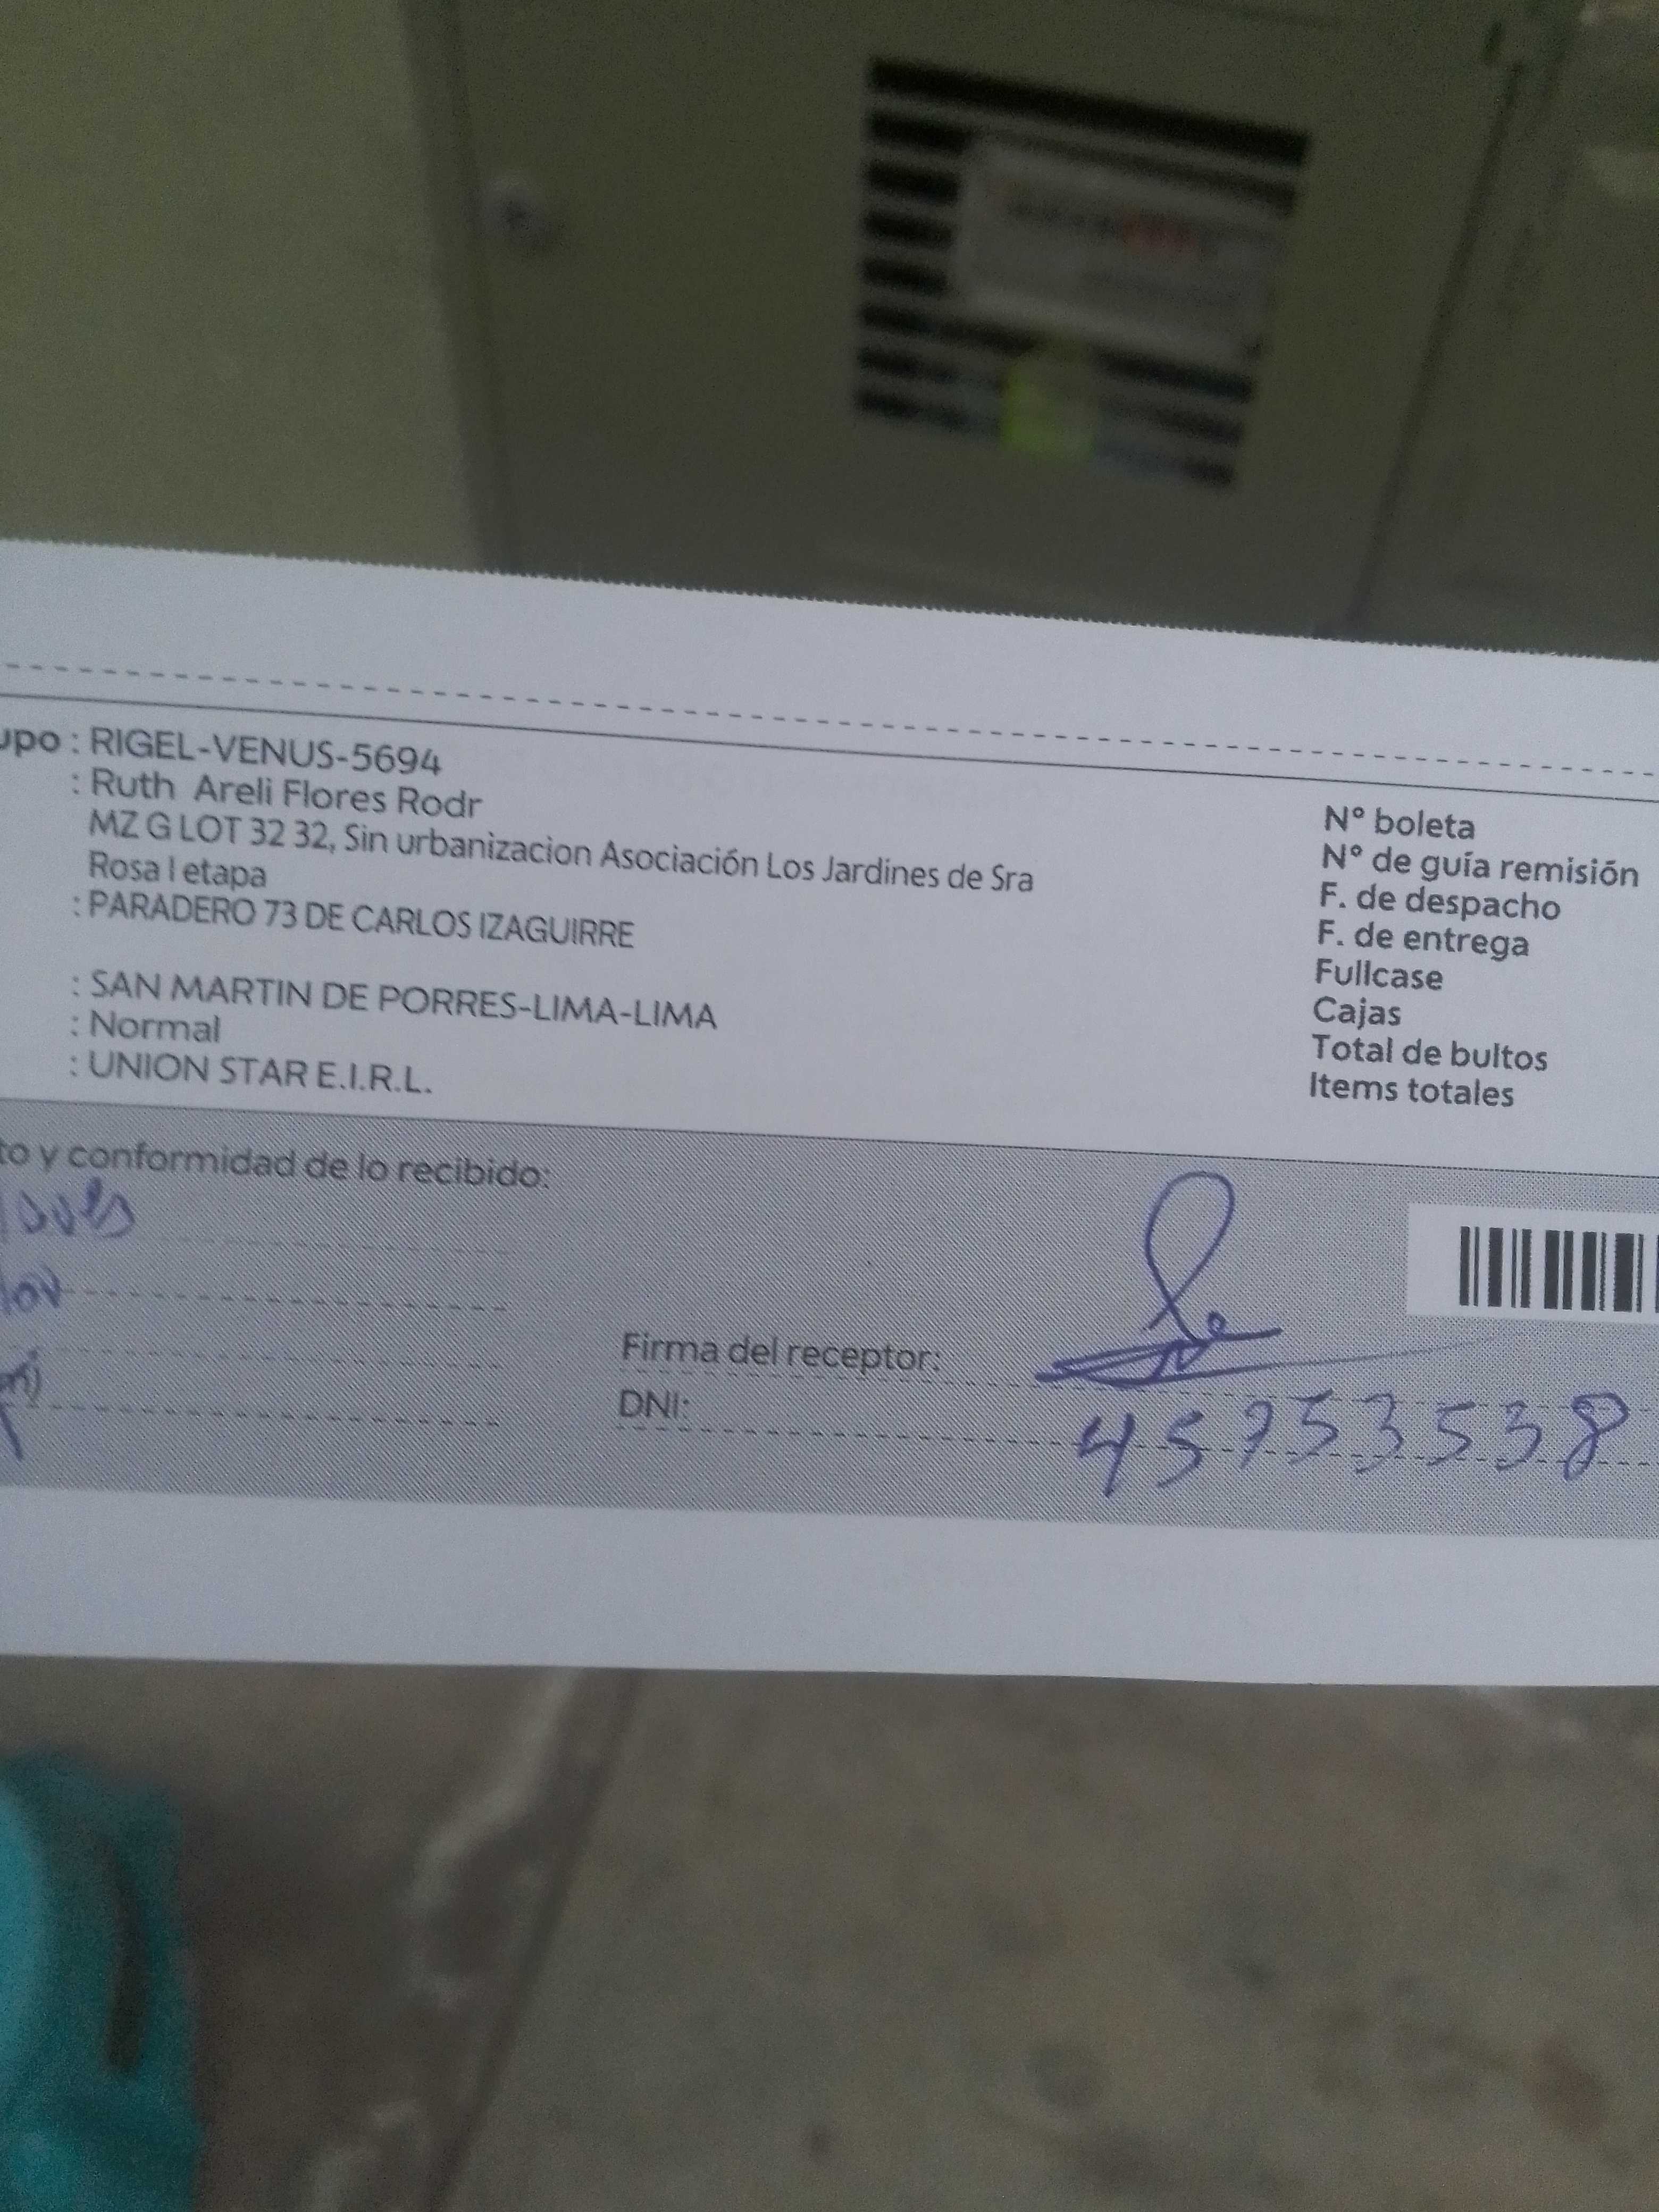 upo : RIGEL-VENUS-5694
: Ruth Areli Flores Rodr
MZ G LOT 32 32, Sin urbanizacion Asociación Los Jardines de Sra
Rosa I etapa
: PARADERO 73 DE CARLOS IZAGUIRRE
: SAN MARTIN DE PORRES-LIMA-LIMA
: Normal
: UNION STAR E.I.R.L.
N° boleta
N° de guía remisión
F. de despacho
F. de entrega
Fullcase
Cajas
Total de bultos
Items totales
to y conformidad de lo recibido:
Firma del receptor:
DNI: 45753538